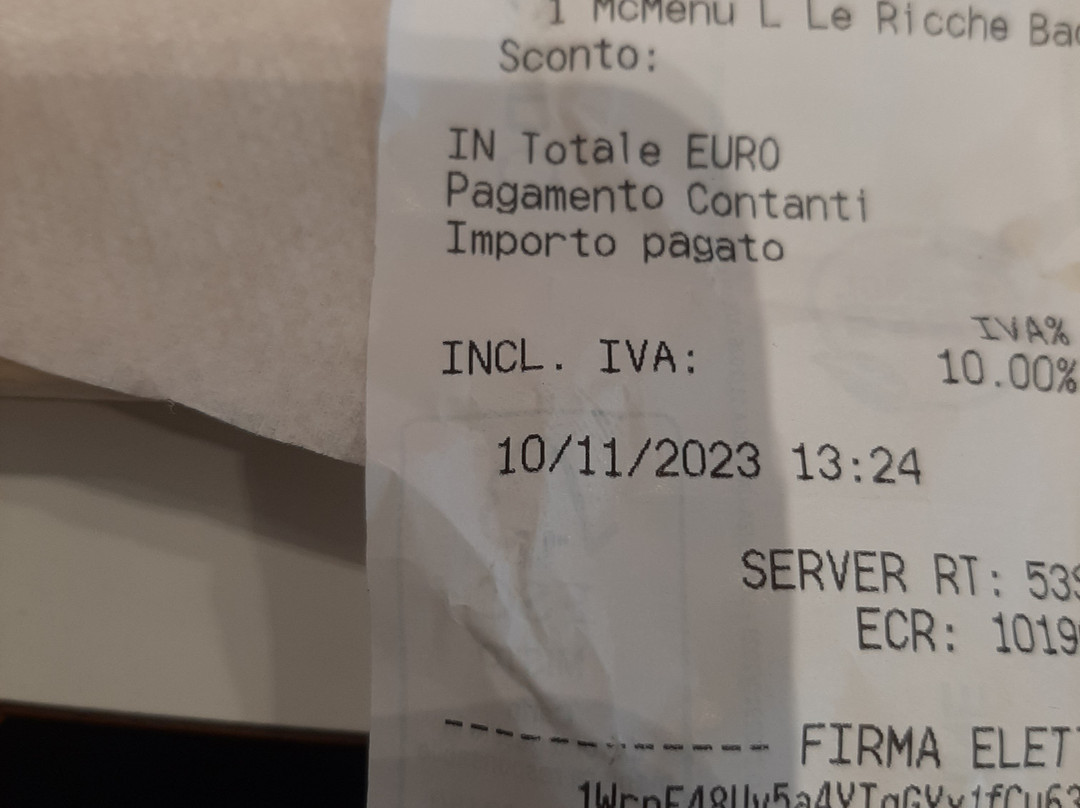 1 McMenu L Le Ricche
Sconto:
IN Totale EURO
Pagamento Contanti
Importo pagato
IVA%
INCL. IVA: 10.00%
10/11/2023 13:24
SERVER RT:
ECR:
------------- FIRMA